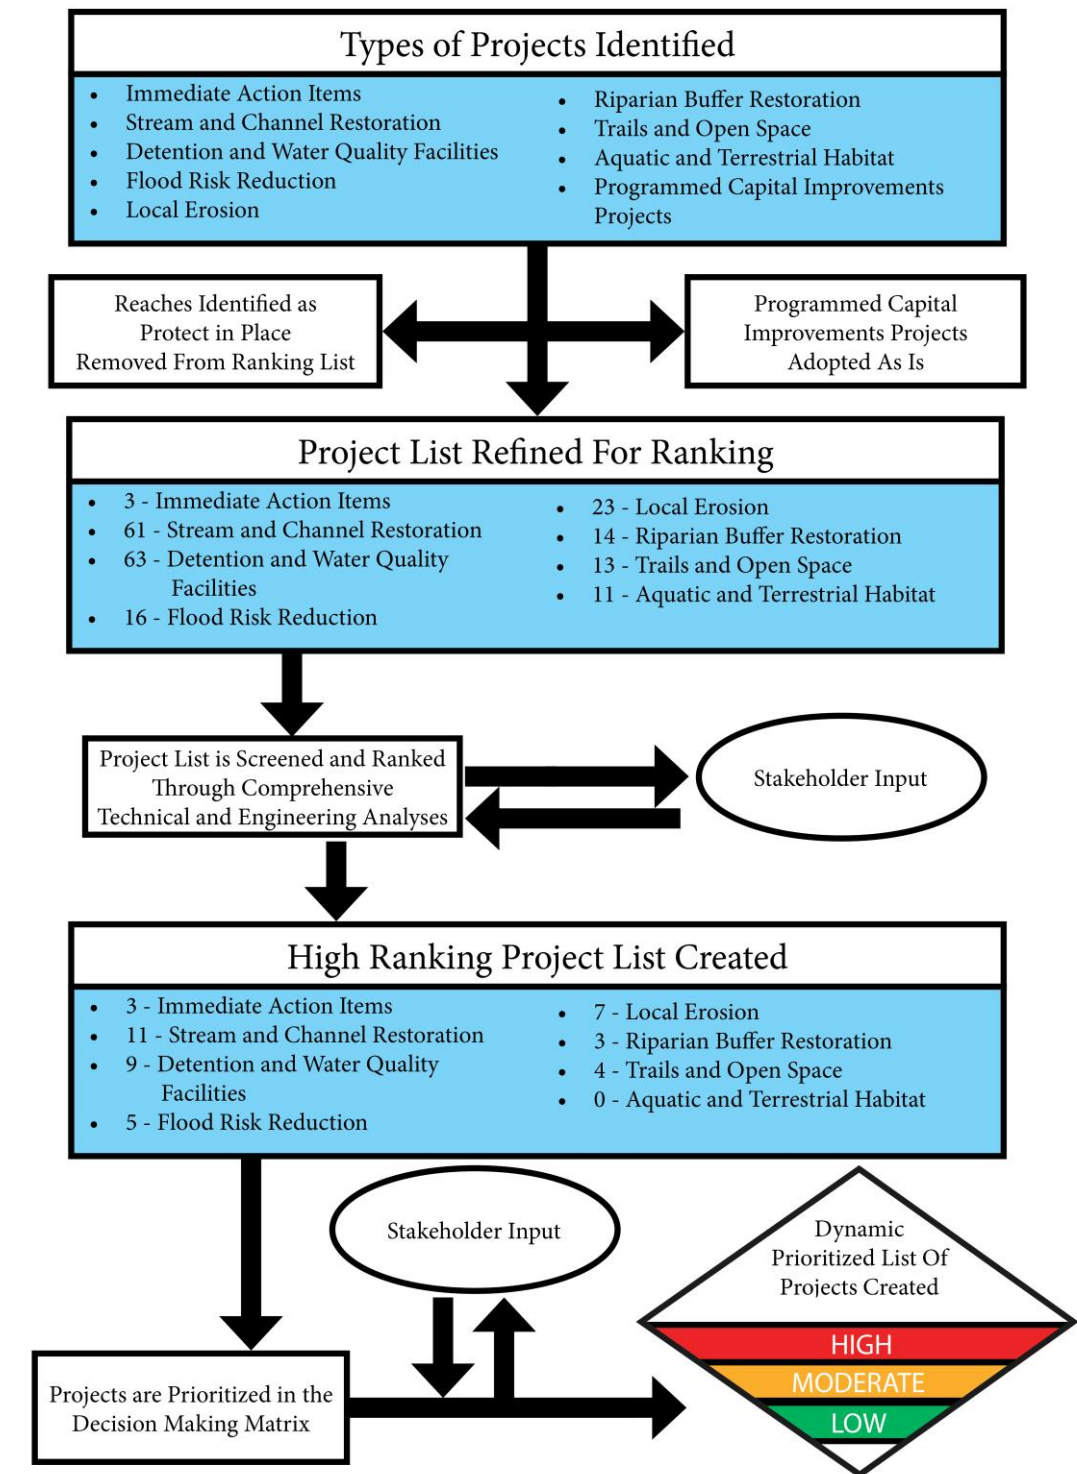 Types of Projects Identified
• Immediate Action Items
• Stream and Channel Restoration
• Detention and Water Quality Facilities
• Flood Risk Reduction
• Local Erosion
• Riparian Buffer Restoration
• Trails and Open Space
• Aquatic and Terrestrial Habitat
• Programmed Capital Improvements
Projects
Reaches Identified as
Protect in Place
Removed From Ranking List
Programmed Capital
Improvements Projects
Adopted As Is
Project List Refined For Ranking
• 3 - Immediate Action Items
• 61 - Stream and Channel Restoration
• 63 - Detention and Water Quality
Facilities
• 16 - Flood Risk Reduction
• 23 - Local Erosion
• 14 - Riparian Buffer Restoration
• 13 - Trails and Open Space
• 11 - Aquatic and Terrestrial Habitat
Project List is Screened and Ranked
Through Comprehensive
Technical and Engineering Analyses
Stakeholder Input
High Ranking Project List Created
• 3 - Immediate Action Items
• 11 - Stream and Channel Restoration
• 9 - Detention and Water Quality
Facilities
• 5 - Flood Risk Reduction
• 7 - Local Erosion
• 3 - Riparian Buffer Restoration
• 4 - Trails and Open Space
• 0 - Aquatic and Terrestrial Habitat
Stakeholder Input
Dynamic
Prioritized List Of
Projects Created
HIGH
MODERATE
LOW
Projects are Prioritized in the
Decision Making Matrix